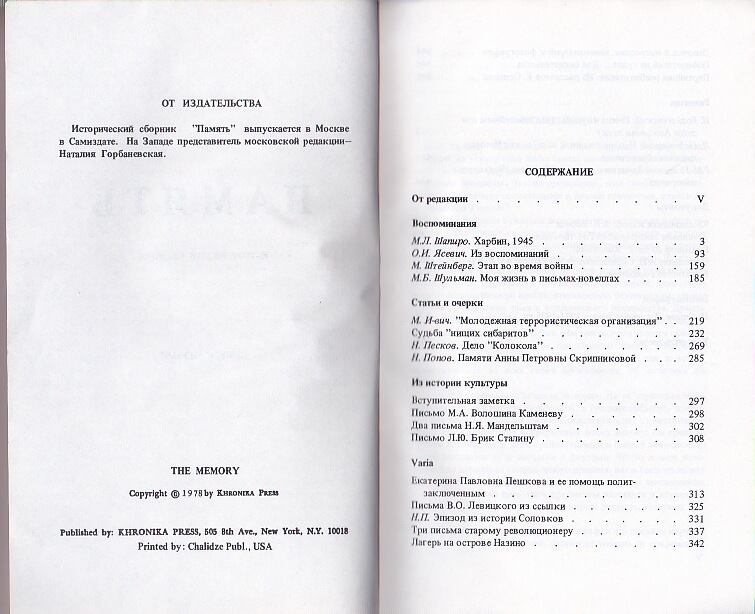 ОТ ИЗДАТЕЛЬСТВА
Исторический сборник "Память" выпускается в Москве
в Самиздате. На Западе представитель московской редакции—
Наталия Горбаневская.
THE MEMORY
Copyright © 1978 by KHRONIKA PRESS
Published by: KHRONIKA PRESS, 505 8th Ave., New York, N.Y. 10018
Printed by: Chalidze Publ., USA
СОДЕРЖАНИЕ
От редакции . . . . . . . . . . . V
Воспоминания
М.Л. Шапиро. Харбин, 1945 . . . . . . . 3
О.И. Ясевич. Из воспоминаний . . . . . . 93
М. Штейнберг. Этап во время войны . . . . . 159
М.Б. Шульман. Моя жизнь в письмах-новеллах . . . . 185
Статьи и очерки
М. И-вич. "Молодежная террористическая организация" . . 219
Судьба "нищих сибаритов" . . . . . . . 232
Н. Песков. Дело "Колокола" . . . . . . . 269
Н. Попов. Памяти Анны Петровны Скрипниковой . . . 285
Из истории культуры
Вступительная заметка . . . . . . . . 297
Письмо М.А. Волошина Каменеву . . . . . . 298
Два письма Н.Я. Мандельштам . . . . . . 302
Письмо Л.Ю. Брик Сталину . . . . . . . 308
Varia
Екатерина Павловна Пешкова и ее помощь полит-
заключенным . . . . . . . . . 313
Письма В.О. Левицкого из ссылки . . . . . . 325
И.П. Эпизод из истории Соловков . . . . . . 331
Три письма старому революционеру . . . . . 337
Лагерь на острове Назино . . . . . . . 342